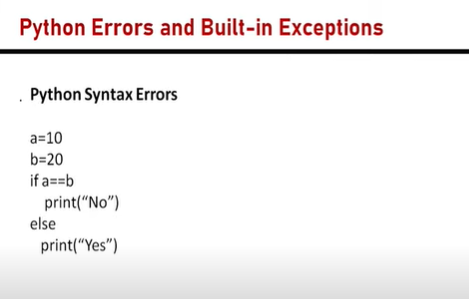 Python Errors and Built-in Exceptions
. Python Syntax Errors
a=10
b=20
if a==b
print(“No”)
else
print(“Yes”)